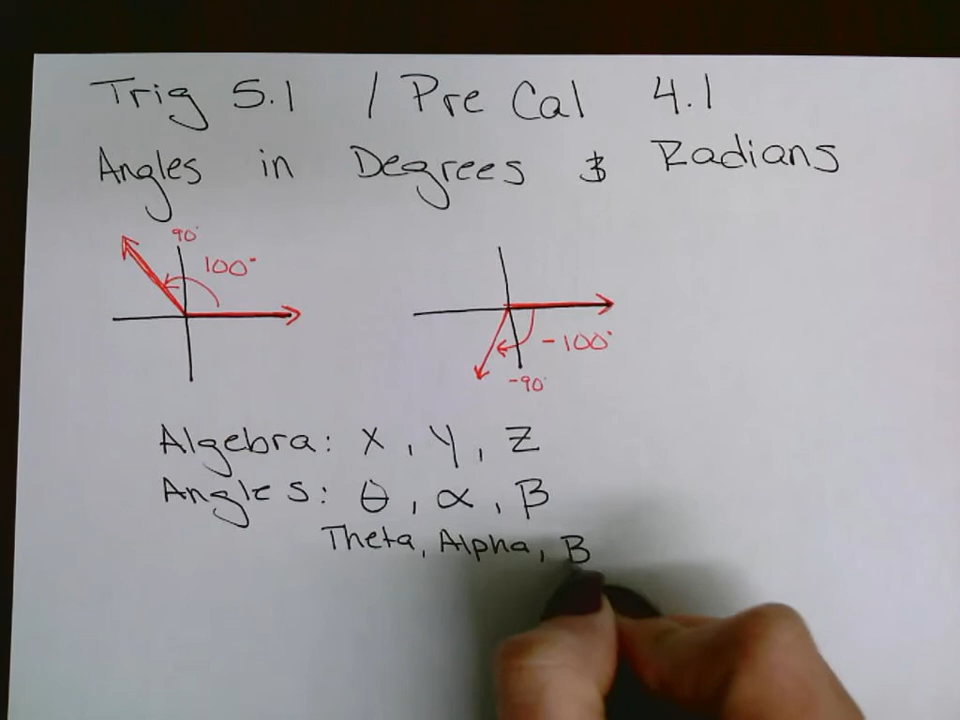 Trig 5.1 / Pre Cal 4.1
Angles in Degrees & Radians
90°
100°
-100°
-90°
Algebra: x, y, z
Angles: θ, α, β
Theta, Alpha, B